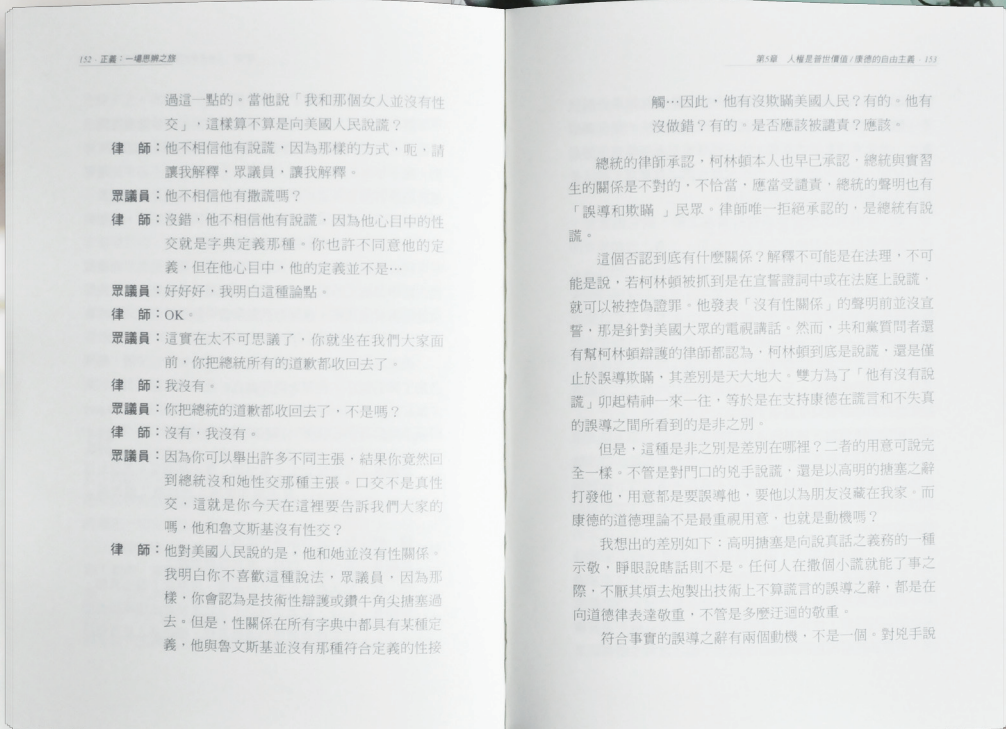 152 · 正義：一場思辨之旅
過這一點的。當他說「我和那個女人並沒有性
交」，這樣算不算是向美國人民說謊？
律　師：他不相信他有說謊，因為那樣的方式，呃，請
讓我解釋，眾議員，讓我解釋。
眾議員：他不相信他有撒謊嗎？
律　師：沒錯，他不相信他有說謊，因為他心目中的性
交就是字典定義那種。你也許不同意他的定
義，但在他心目中，他的定義並不是…
眾議員：好好好，我明白這種論點。
律　師：OK。
眾議員：這實在太不可思議了，你就坐在我們大家面
前，你把總統所有的道歉都收回去了。
律　師：我沒有。
眾議員：你把總統的道歉都收回去了，不是嗎？
律　師：沒有，我沒有。
眾議員：因為你可以舉出許多不同主張，結果你竟然回
到總統沒和她性交那種主張。口交不是真性
交，這就是你今天在這裡要告訴我們大家的
嗎，他和魯文斯基沒有性交？
律　師：他對美國人民說的是，他和她並沒有性關係。
我明白你不喜歡這種說法，眾議員，因為那
樣，你會認為是技術性辯護或鑽牛角尖搪塞過
去。但是，性關係在所有字典中都具有某種定
義，他與魯文斯基並沒有那種符合定義的性接
第5章　人權是普世價值／康德的自由主義 · 153
觸…因此，他有沒欺瞞美國人民？有的。他有
沒做錯？有的。是否應該被譴責？應該。
總統的律師承認，柯林頓本人也早已承認，總統與實習
生的關係是不對的，不恰當，應當受譴責，總統的聲明也有
「誤導和欺瞞 」民眾。律師唯一拒絕承認的，是總統有說
謊。
這個否認到底有什麼關係？解釋不可能是在法理，不可
能是說，若柯林頓被抓到是在宣誓證詞中或在法庭上說謊，
就可以被控偽證罪。他發表「沒有性關係」的聲明前並沒宣
誓，那是針對美國大眾的電視講話。然而，共和黨質問者還
有幫柯林頓辯護的律師都認為，柯林頓到底是說謊，還是僅
止於誤導欺瞞，其差別是天大地大。雙方為了「他有沒有說
謊」卯起精神一來一往，等於是在支持康德在謊言和不失真
的誤導之間所看到的是非之別。
但是，這種是非之別是差別在哪裡？二者的用意可說完
全一樣。不管是對門口的兇手說謊，還是以高明的搪塞之辭
打發他，用意都是要誤導他，要他以為朋友沒藏在我家。而
康德的道德理論不是最重視用意，也就是動機嗎？
我想出的差別如下：高明搪塞是向說真話之義務的一種
示敬，睜眼說瞎話則不是。任何人在撒個小謊就能了事之
際，不厭其煩去炮製出技術上不算謊言的誤導之辭，都是在
向道德律表達敬重，不管是多麼迂迴的敬重。
符合事實的誤導之辭有兩個動機，不是一個。對兇手說